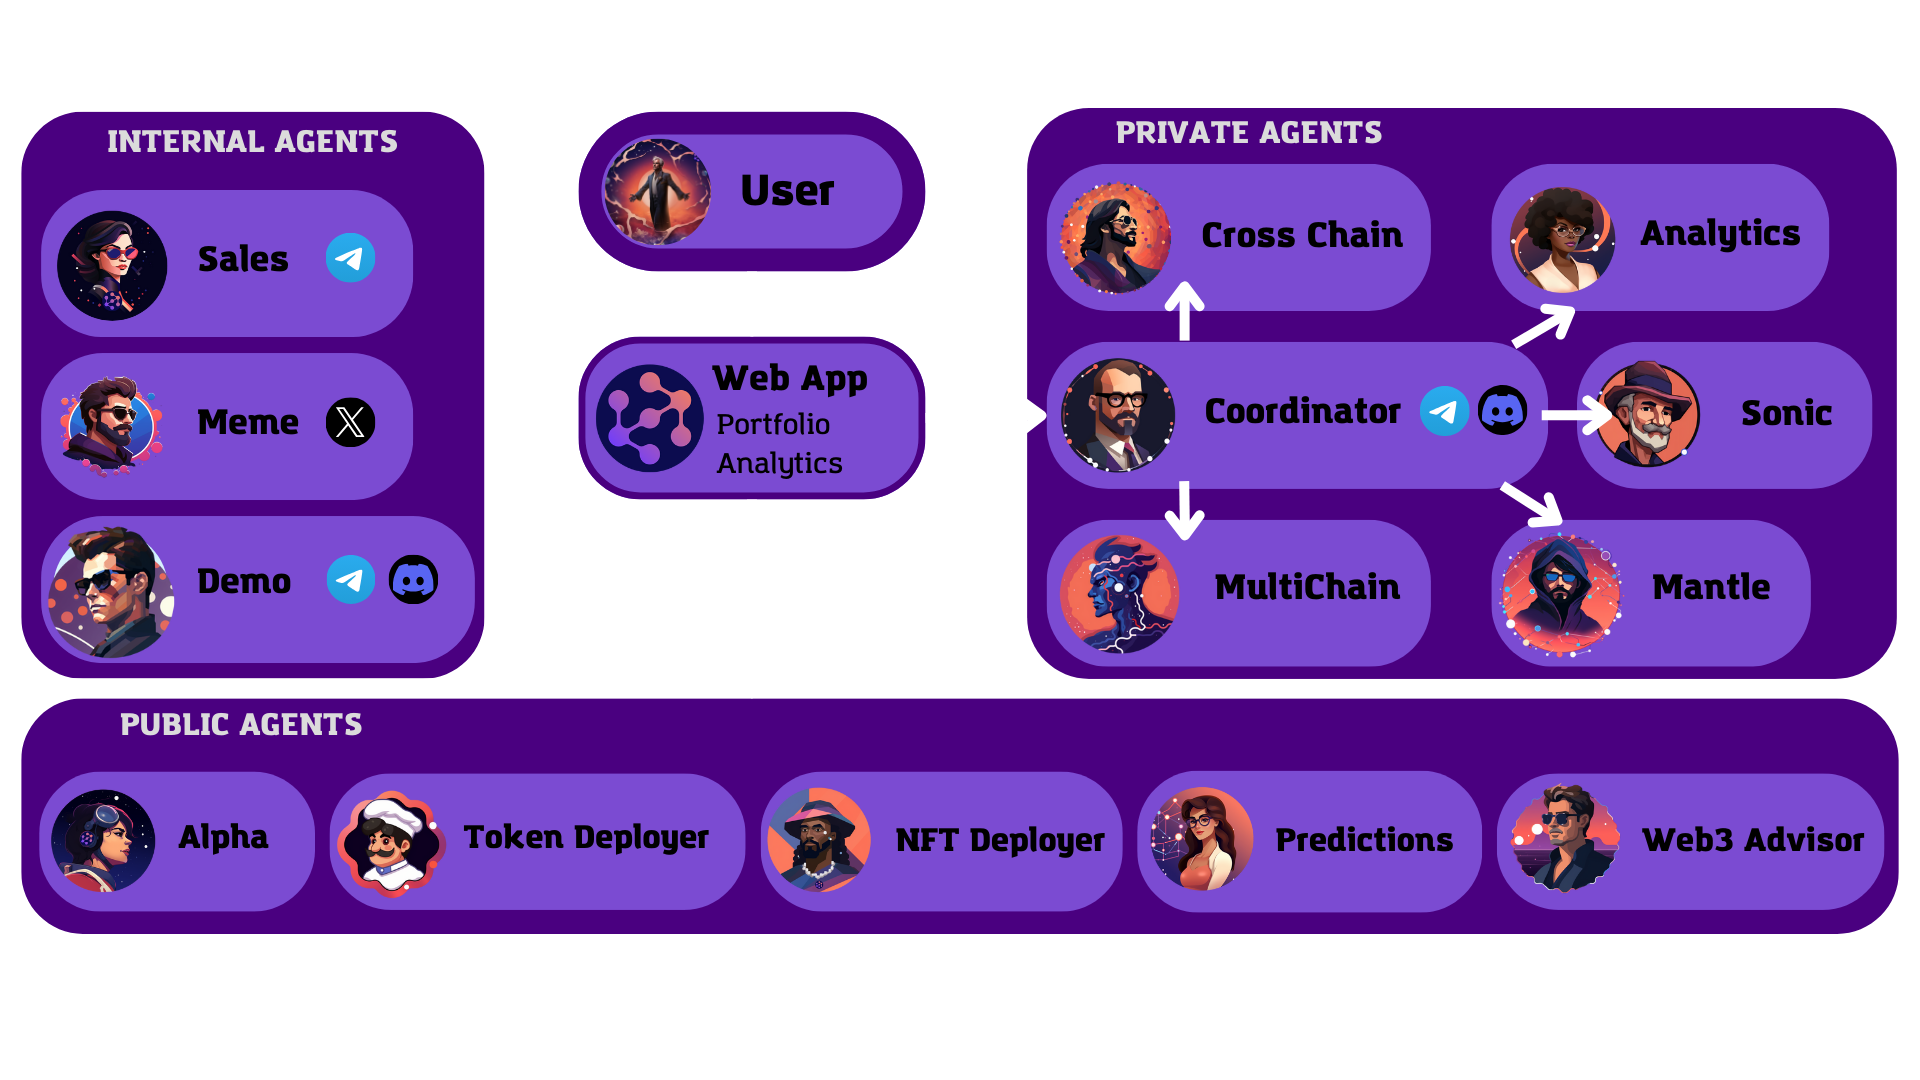 INTERNAL AGENTS
Sales
Meme
Demo
User
Web App
Portfolio
Analytics
PRIVATE AGENTS
Cross Chain
Analytics
Coordinator
Sonic
MultiChain
Mantle
PUBLIC AGENTS
Alpha
Token Deployer
NFT Deployer
Predictions
Web3 Advisor